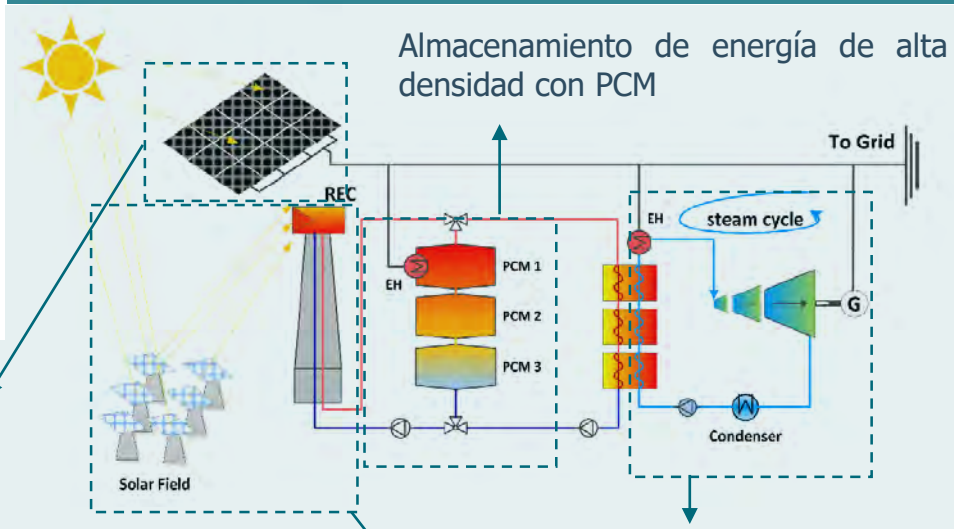 Almacenamiento de energía de alta
densidad con PCM
To Grid
REC
EH
steam cycle
PCM 1
EH
PCM 2
G
PCM 3
Condenser
Solar Field